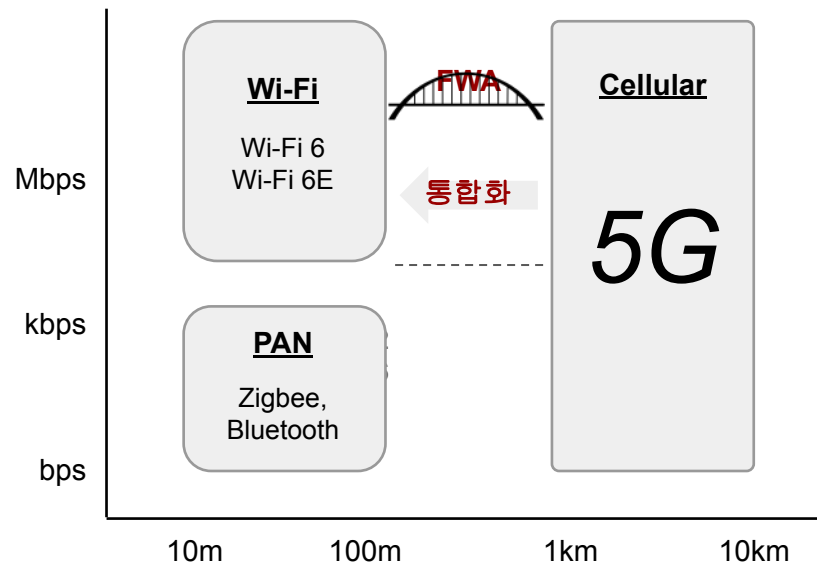 Wi-Fi
Wi-Fi 6
Wi-Fi 6E
FWA
통합화
Cellular
5G
PAN
Zigbee,
Bluetooth
Mbps
kbps
bps
10m
100m
1km
10km